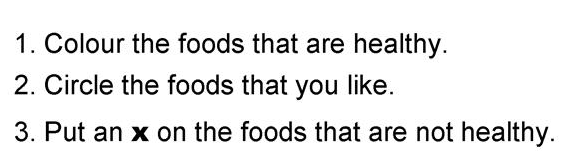 1. Colour the foods that are healthy.
2. Circle the foods that you like.
3. Put an x on the foods that are not healthy.